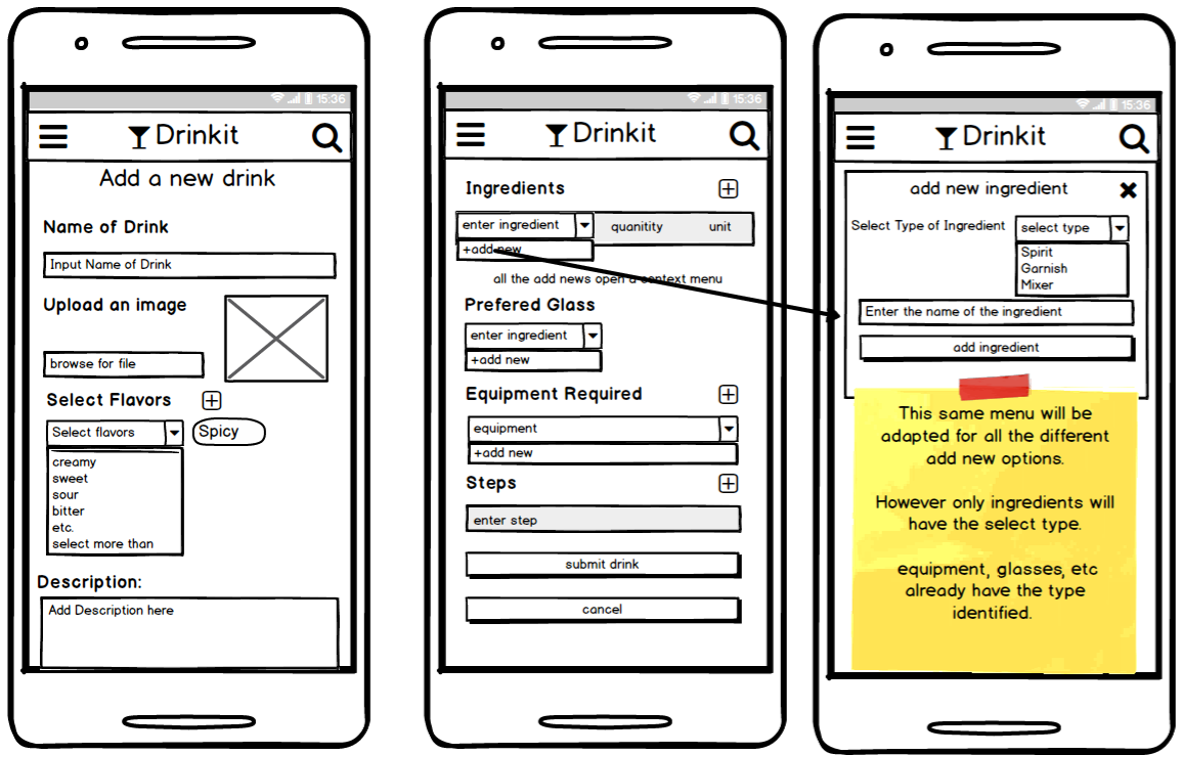 15:36
Drinkit
Add a new drink
Name of Drink
Input Name of Drink
Upload an image
browse for file
Select Flavors
Select flavors
Spicy
creamy
sweet
sour
bitter
etc.
select more than
Description:
Add Description here
15:36
Drinkit
Ingredients
enter ingredient
quanitity
unit
+add new
all the add news open a context menu
Prefered Glass
enter ingredient
+add new
Equipment Required
equipment
+add new
Steps
enter step
submit drink
cancel
15:36
Drinkit
add new ingredient
Select Type of Ingredient
select type
Spirit
Garnish
Mixer
Enter the name of the ingredient
add ingredient
This same menu will be
adapted for all the different
add new options.
However only ingredients will
have the select type.
equipment, glasses, etc
already have the type
identified.